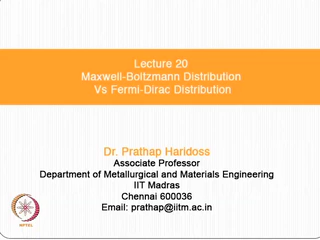 Lecture 20
Maxwell-Boltzmann Distribution
Vs Fermi-Dirac Distribution
Dr. Prathap Haridoss
Associate Professor
Department of Metallurgical and Materials Engineering
IIT Madras
Chennai 600036
Email: prathap@iitm.ac.in
NPTEL